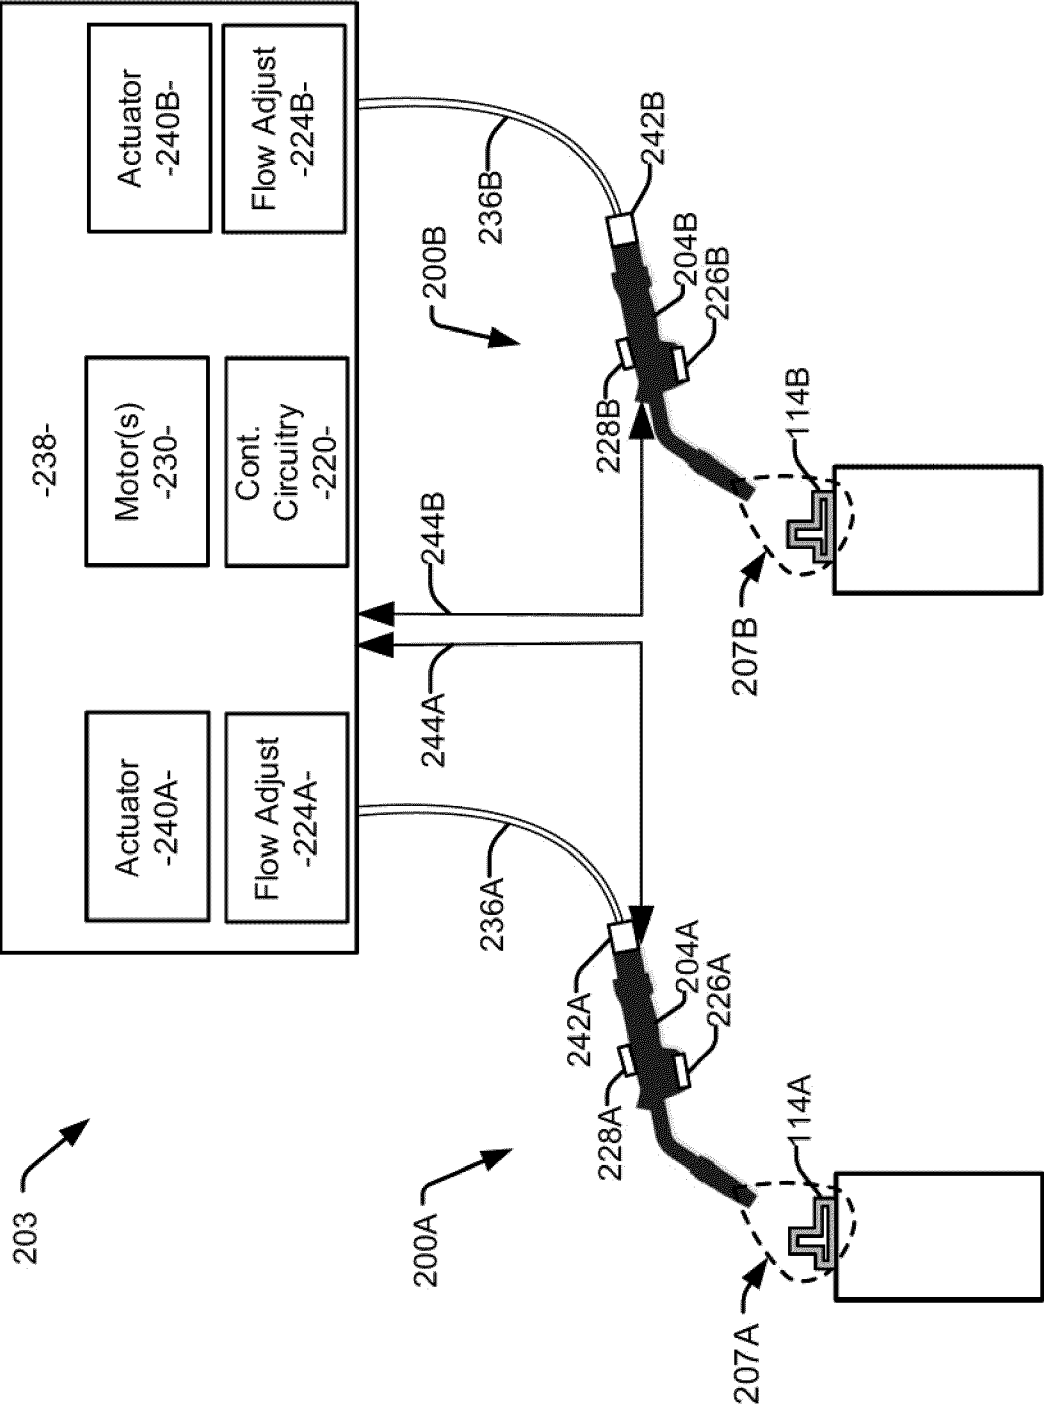 203
-238-
Actuator
-240A-
Motor(s)
-230-
Actuator
-240B-
Flow Adjust
-224A-
Cont.
Circuitry
-220-
Flow Adjust
-224B-
200A
236A
244A
244B
200B
236B
242A
228A
204A
226A
228B
242B
204B
226B
207A
114A
207B
114B